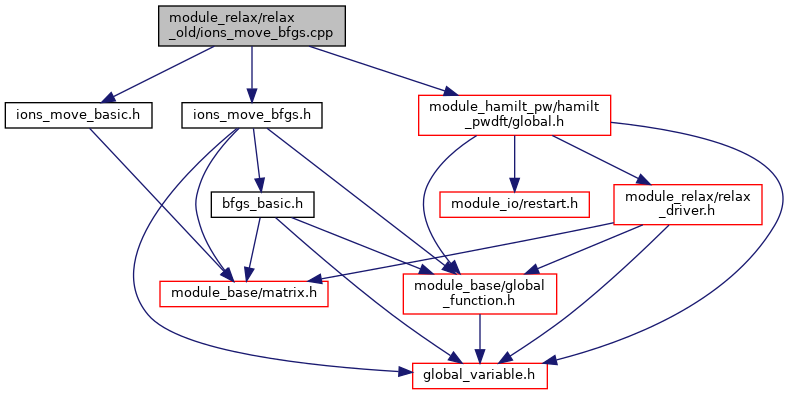 module_relax/relax
_old/ions_move_bfgs.cpp
ions_move_basic.h
ions_move_bfgs.h
module_hamilt_pw/hamilt
_pwdft/global.h
bfgs_basic.h
module_io/restart.h
module_relax/relax
_driver.h
module_base/matrix.h
module_base/global
_function.h
global_variable.h